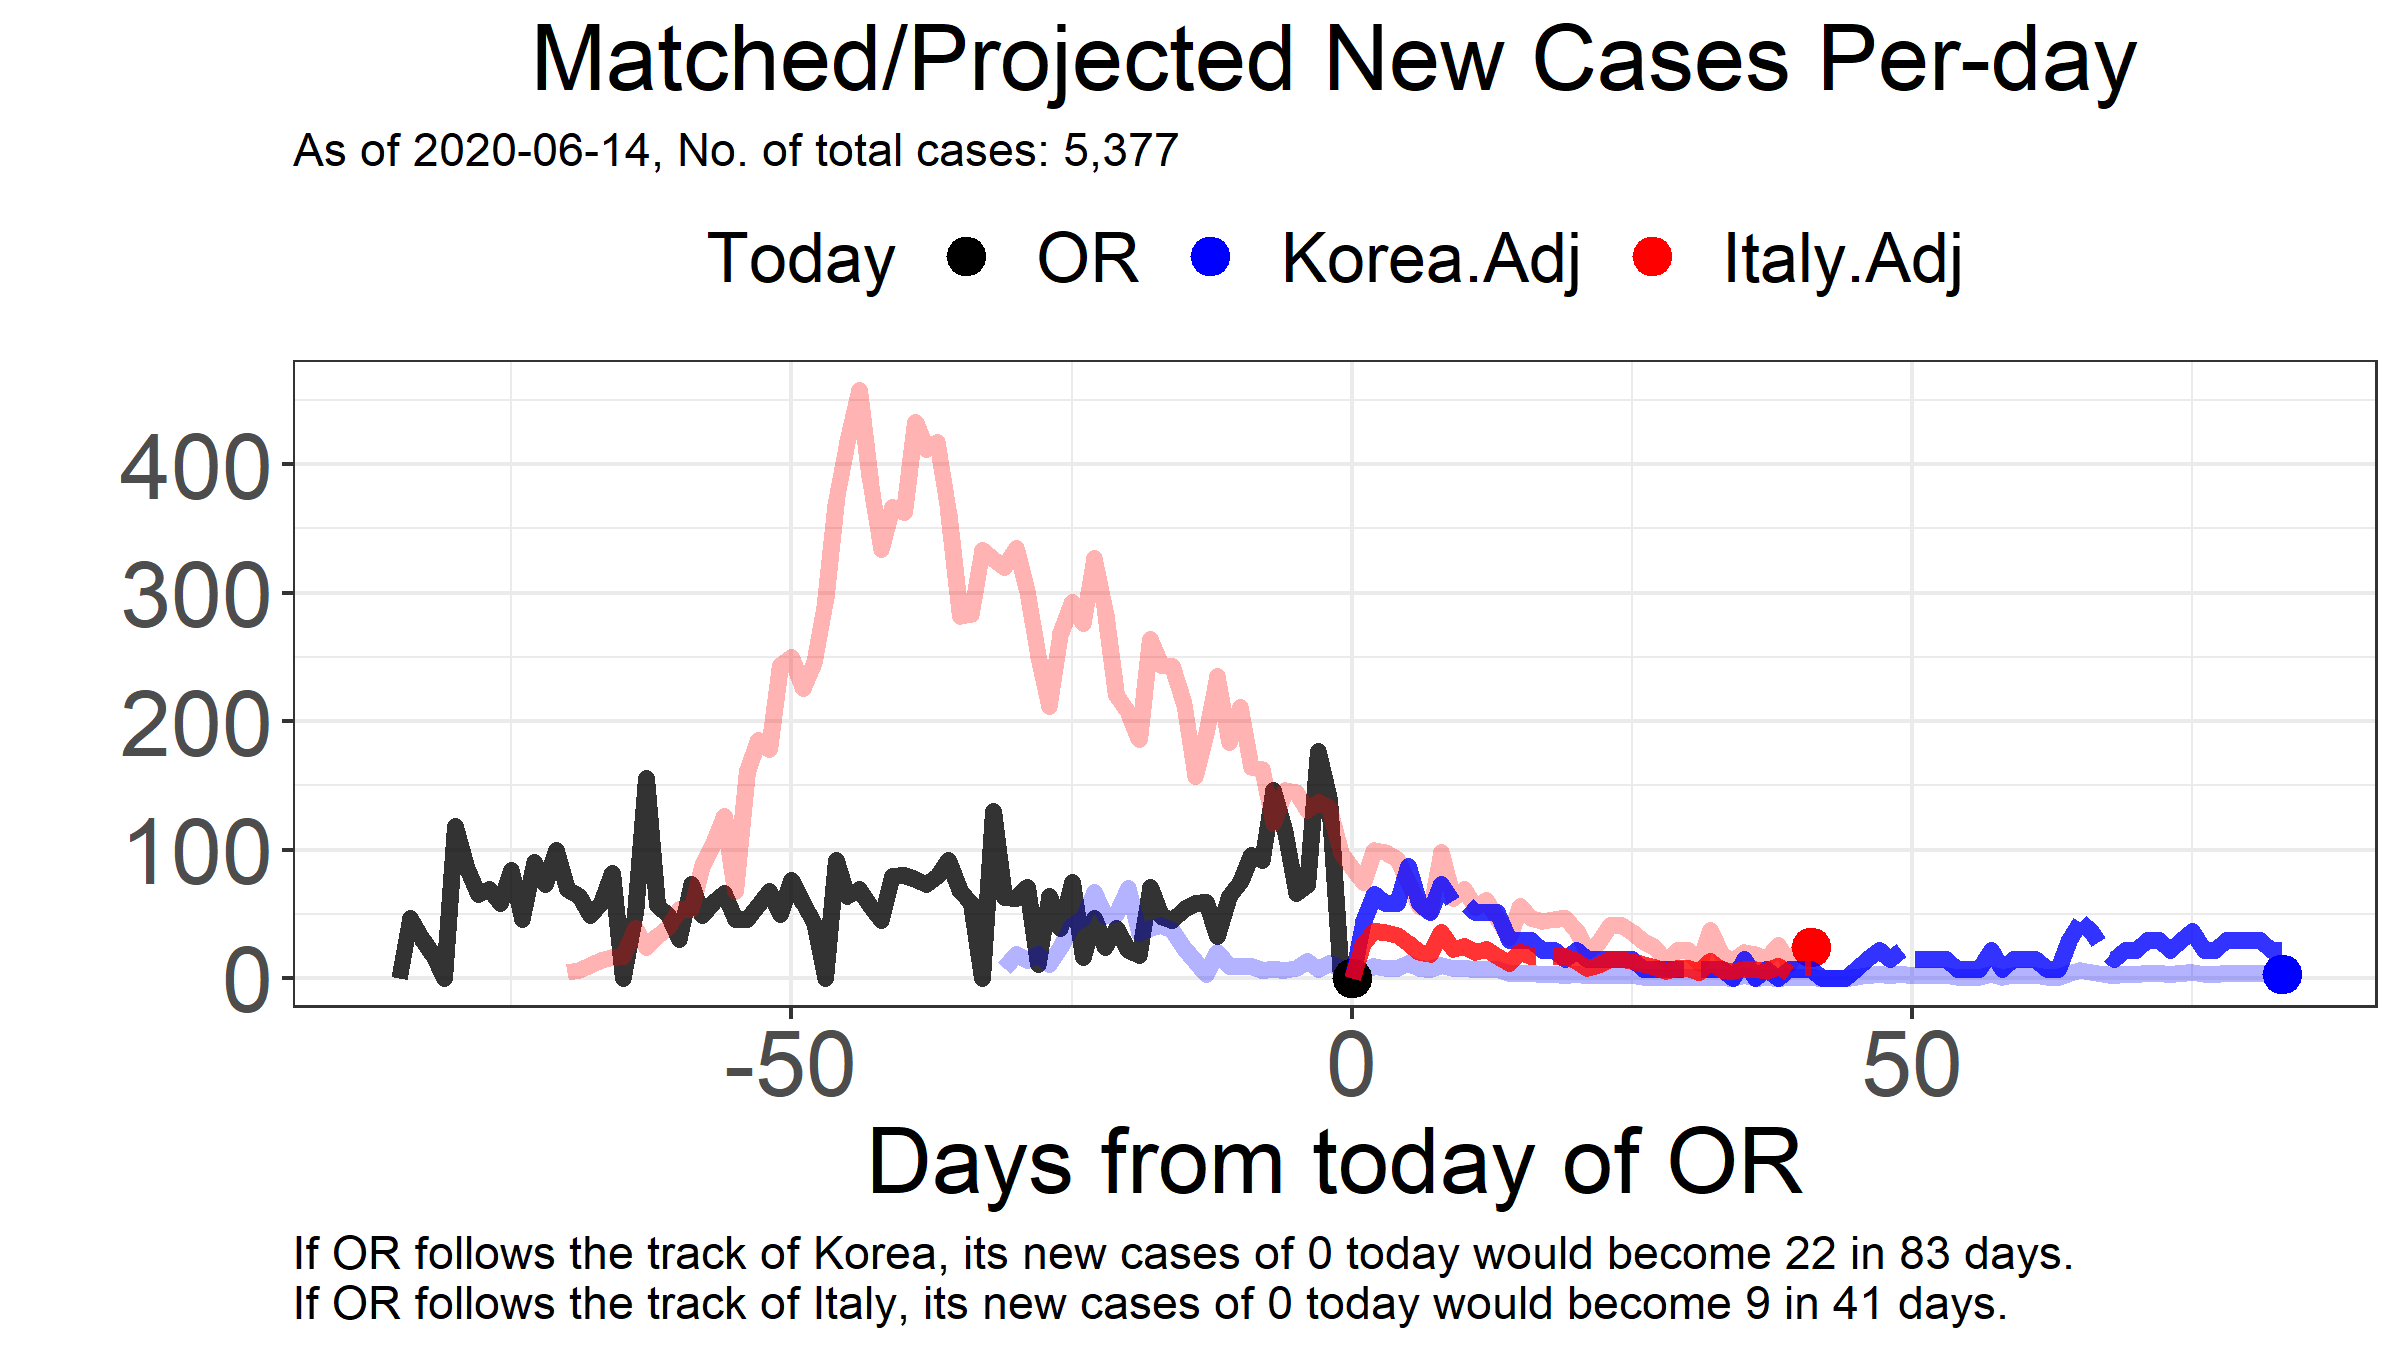 Matched/Projected New Cases Per-day
As of 2020-06-14, No. of total cases: 5,377
Today OR Korea.Adj Italy.Adj
400
300
200
100
0
-50 0 50
Days from today of OR
If OR follows the track of Korea, its new cases of 0 today would become 22 in 83 days.
If OR follows the track of Italy, its new cases of 0 today would become 9 in 41 days.